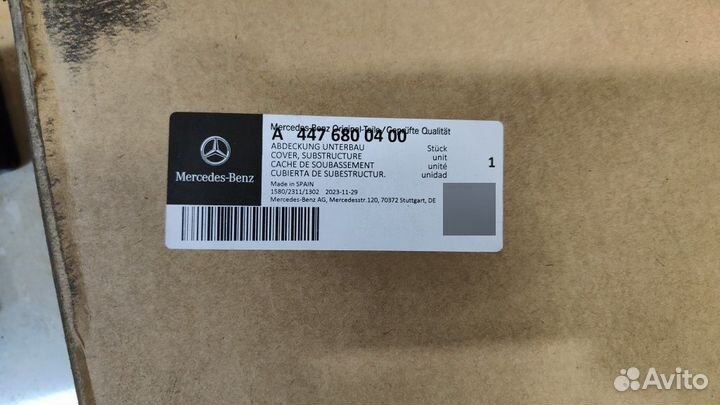 Mercedes-Benz Original-Teile/Geprüfte Qualität
A 447 680 04 00
ABDECKUNG UNTERBAU Stück
COVER, SUBSTRUCTURE unit
CACHE DE SOUBASSEMENT unité 1
CUBIERTA DE SUBESTRUCTUR. unidad
Made in SPAIN
1580/2311/1302 2023-11-29
Mercedes-Benz AG, Mercedesstr.120, 70372 Stuttgart, DE
Mercedes-Benz
Avito